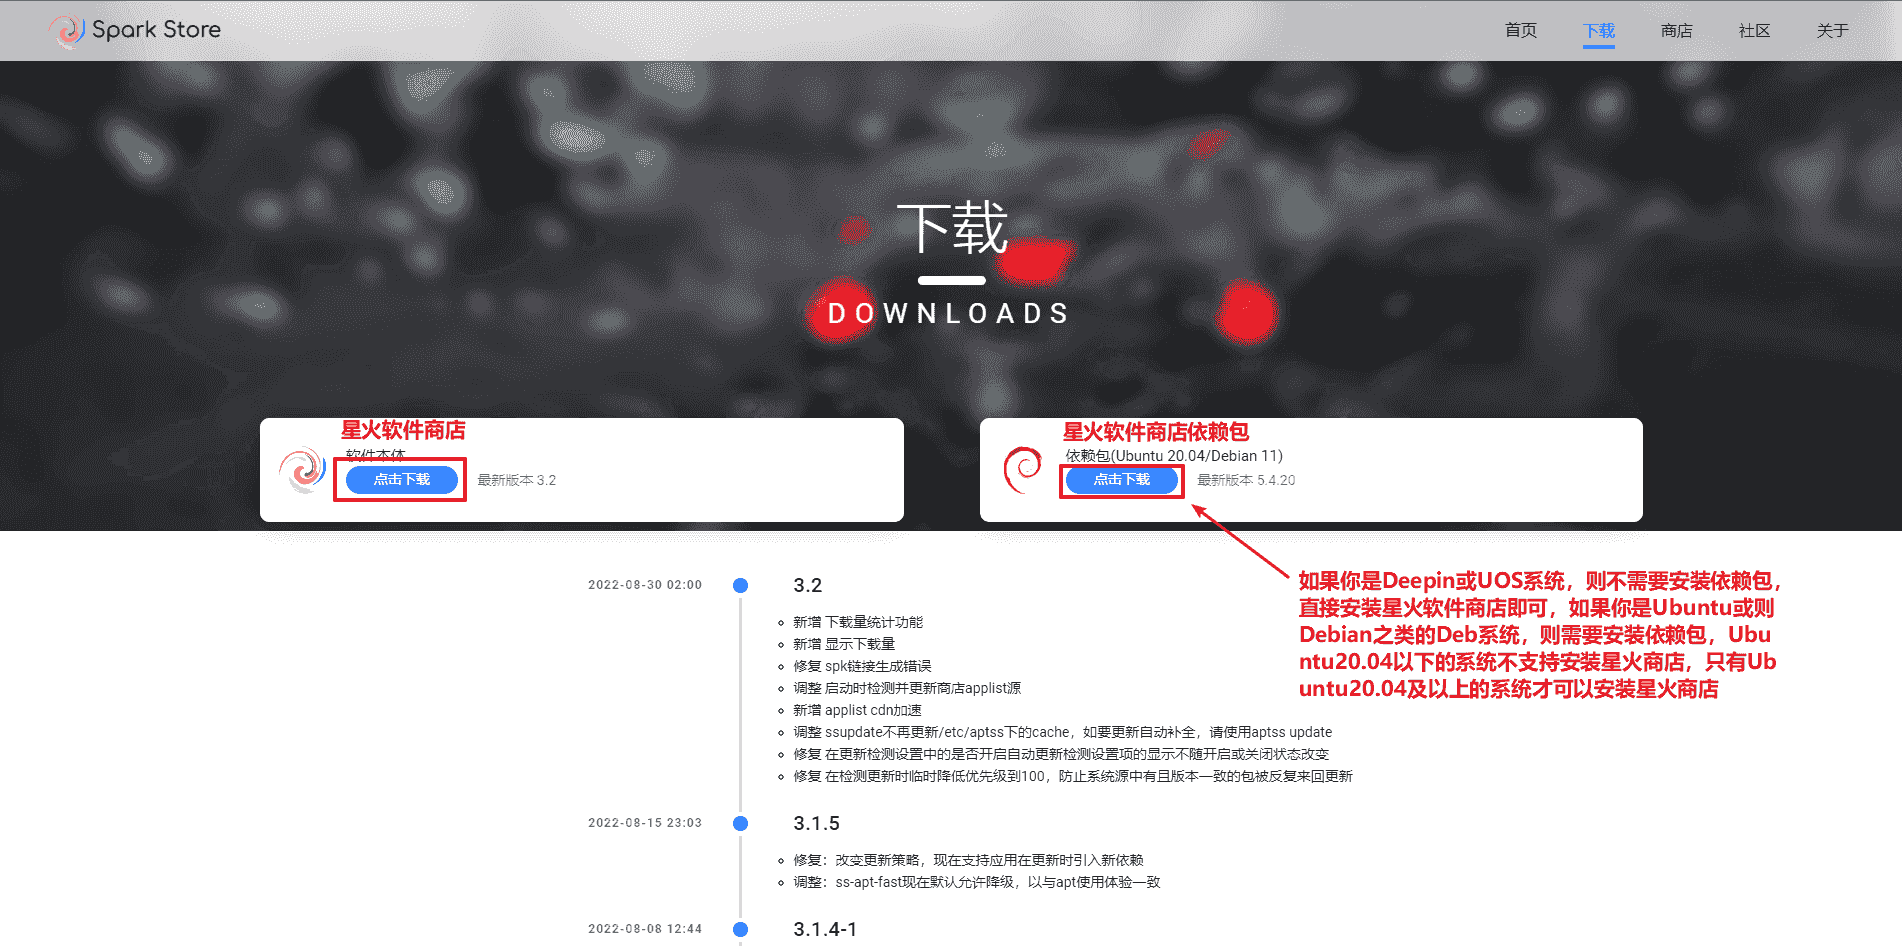 Spark Store
首页
下载
商店
社区
关于
下载
DOWNLOADS
星火软件商店
软件本体
点击下载
最新版本 3.2
星火软件商店依赖包
依赖包(Ubuntu 20.04/Debian 11)
点击下载
最新版本 5.4.20
如果你是Deepin或UOS系统，则不需要安装依赖包，
直接安装星火软件商店即可，如果你是Ubuntu或则
Debian之类的Deb系统，则需要安装依赖包，Ubu
ntu20.04以下的系统不支持安装星火商店，只有Ub
untu20.04及以上的系统才可以安装星火商店
2022-08-30 02:00
3.2
新增 下载量统计功能
新增 显示下载量
修复 spk链接生成错误
调整 启动时检测并更新商店applist源
新增 applist cdn加速
调整 ssupdate不再更新/etc/aptss下的cache，如要更新自动补全，请使用aptss update
修复 在更新检测设置中的是否开启自动更新检测设置项的显示不随开启或关闭状态改变
修复 在检测更新时临时降低优先级到100，防止系统源中有且版本一致的包被反复来回更新
2022-08-15 23:03
3.1.5
修复：改变更新策略，现在支持应用在更新时引入新依赖
调整：ss-apt-fast现在默认允许降级，以与apt使用体验一致
2022-08-08 12:44
3.1.4-1